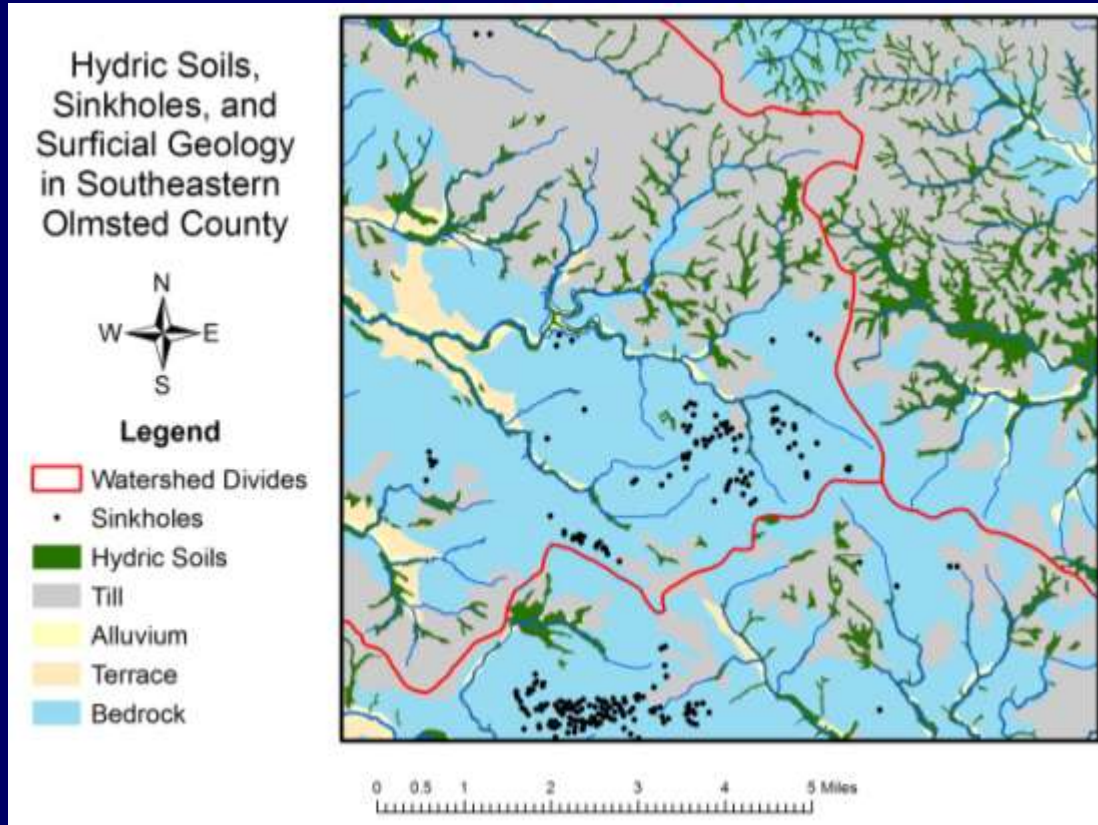 Hydric Soils,
Sinkholes, and
Surficial Geology
in Southeastern
Olmsted County
N
W E
S
Legend
Watershed Divides
Sinkholes
Hydric Soils
Till
Alluvium
Terrace
Bedrock
0 0.5 1 2 3 4 5 Miles